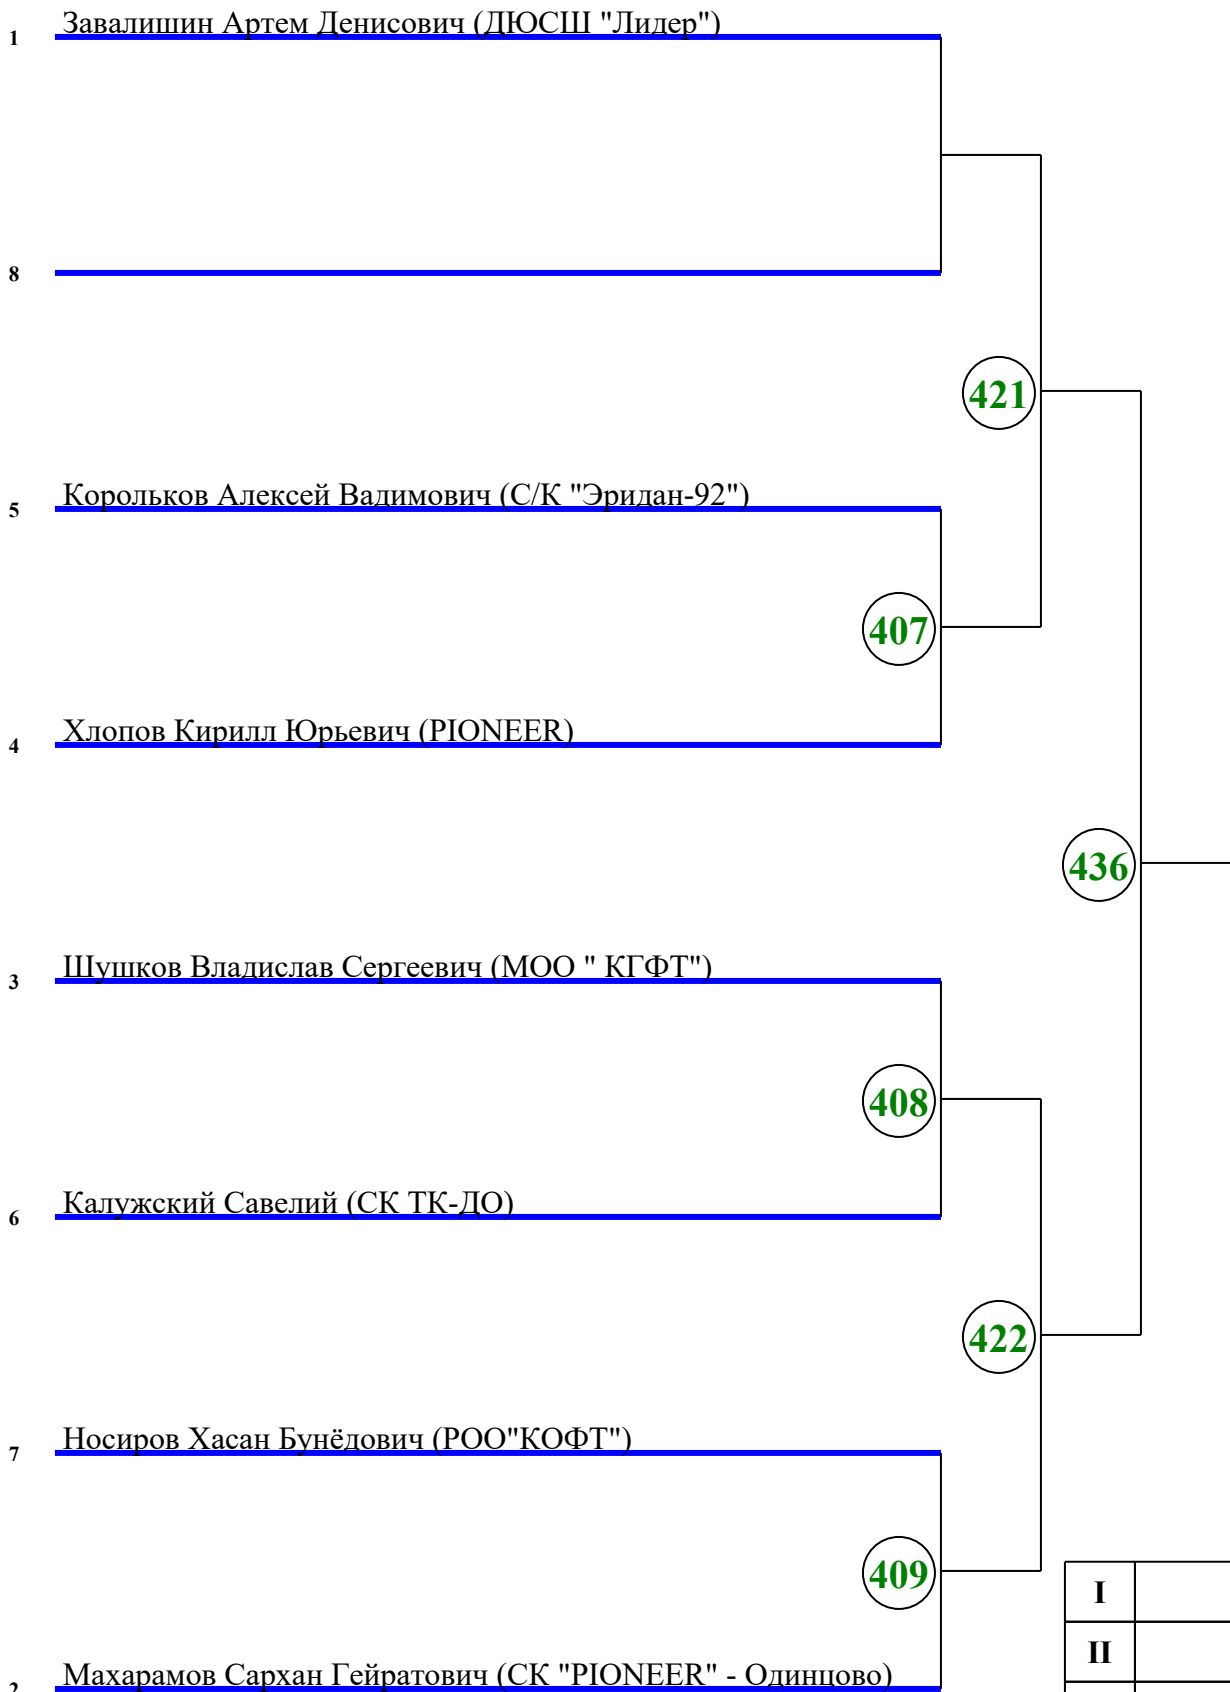 1 Завалишин Артем Денисович (ДЮСШ "Лидер")
8
421
5 Корольков Алексей Вадимович (С/К "Эридан-92")
407
4 Хлопов Кирилл Юрьевич (PIONEER)
436
3 Шушков Владислав Сергеевич (МОО " КГФТ")
408
6 Калужский Савелий (СК ТК-ДО)
422
7 Носиров Хасан Бунёдович (РОО"КОФТ")
409
I
II
2 Махарамов Сархан Гейратович (СК "PIONEER" - Одинцово)